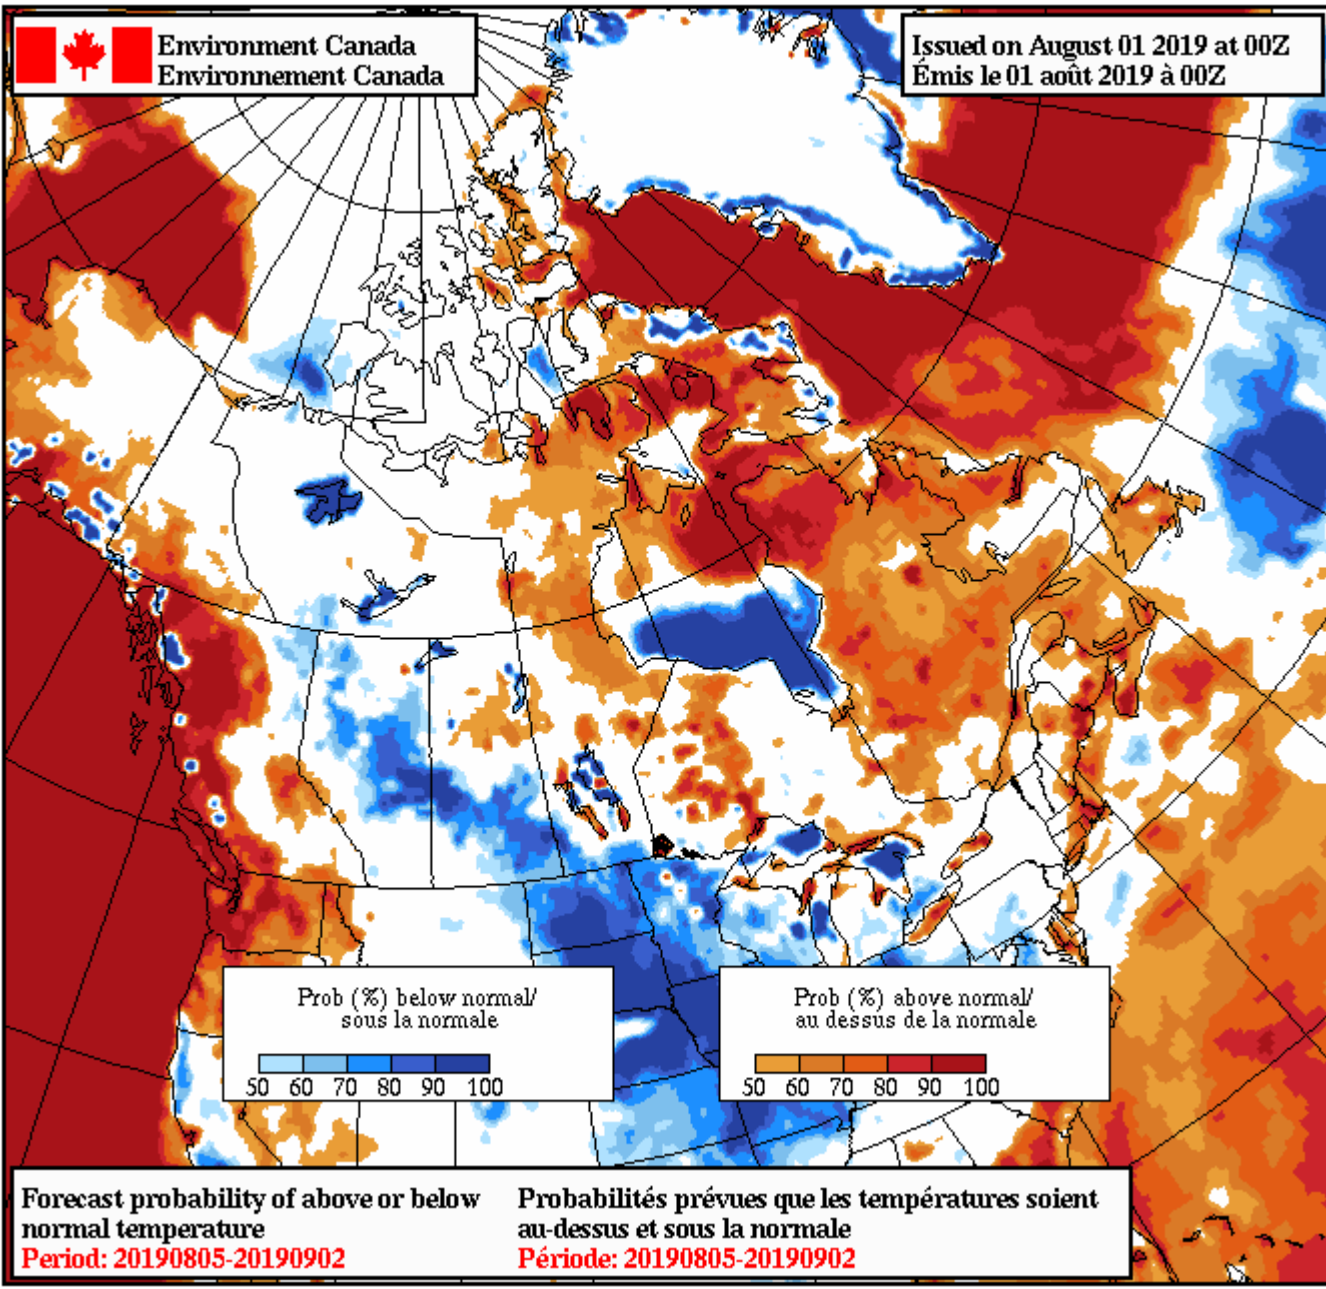 Environment Canada
Environnement Canada
Issued on August 01 2019 at 00Z
Émis le 01 août 2019 à 00Z
Prob (%) below normal/
sous la normale
50 60 70 80 90 100
Prob (%) above normal/
au dessus de la normale
50 60 70 80 90 100
Forecast probability of above or below
normal temperature
Period: 20190805-20190902
Probabilités prévues que les températures soient
au-dessus et sous la normale
Période: 20190805-20190902